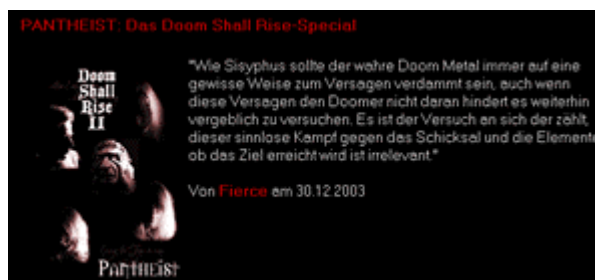 PANTHEIST: Das Doom Shall Rise-Special
"Wie Sisyphus sollte der wahre Doom Metal immer auf eine
gewisse Weise zum Versagen verdammt sein, auch wenn
diese Versagen den Doomer nicht daran hindert es weiterhin
vergeblich zu versuchen. Es ist der Versuch an sich der zählt,
dieser sinnlose Kampf gegen das Schicksal und die Elemente
ob das Ziel erreicht wird ist irrelevant."
Von Fierce am 30.12.2003
Doom
Shall
Rise
II
Pantheist